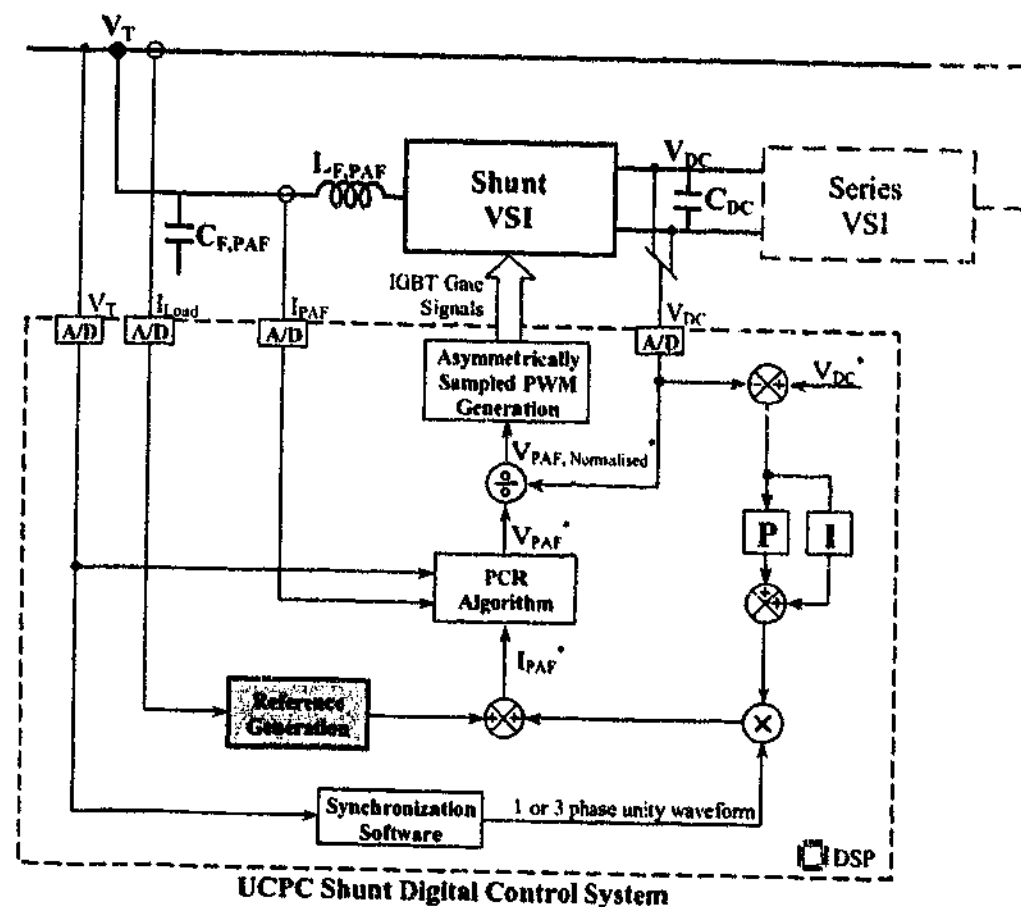 V_T
L_F,PAF
Shunt
VSI
V_DC
C_DC
Series
VSI
C_F,PAF
IGBT Gate
Signals
V_T
I_Load
I_PAF
V_DC
A/D
A/D
A/D
A/D
Asymmetrically
Sampled PWM
Generation
- +
V_DC*
V_PAF, Normalised*
÷
P
I
V_PAF*
PCR
Algorithm
+ +
I_PAF*
Reference
Generation
+ +
×
Synchronization
Software
1 or 3 phase unity waveform
DSP
UCPC Shunt Digital Control System